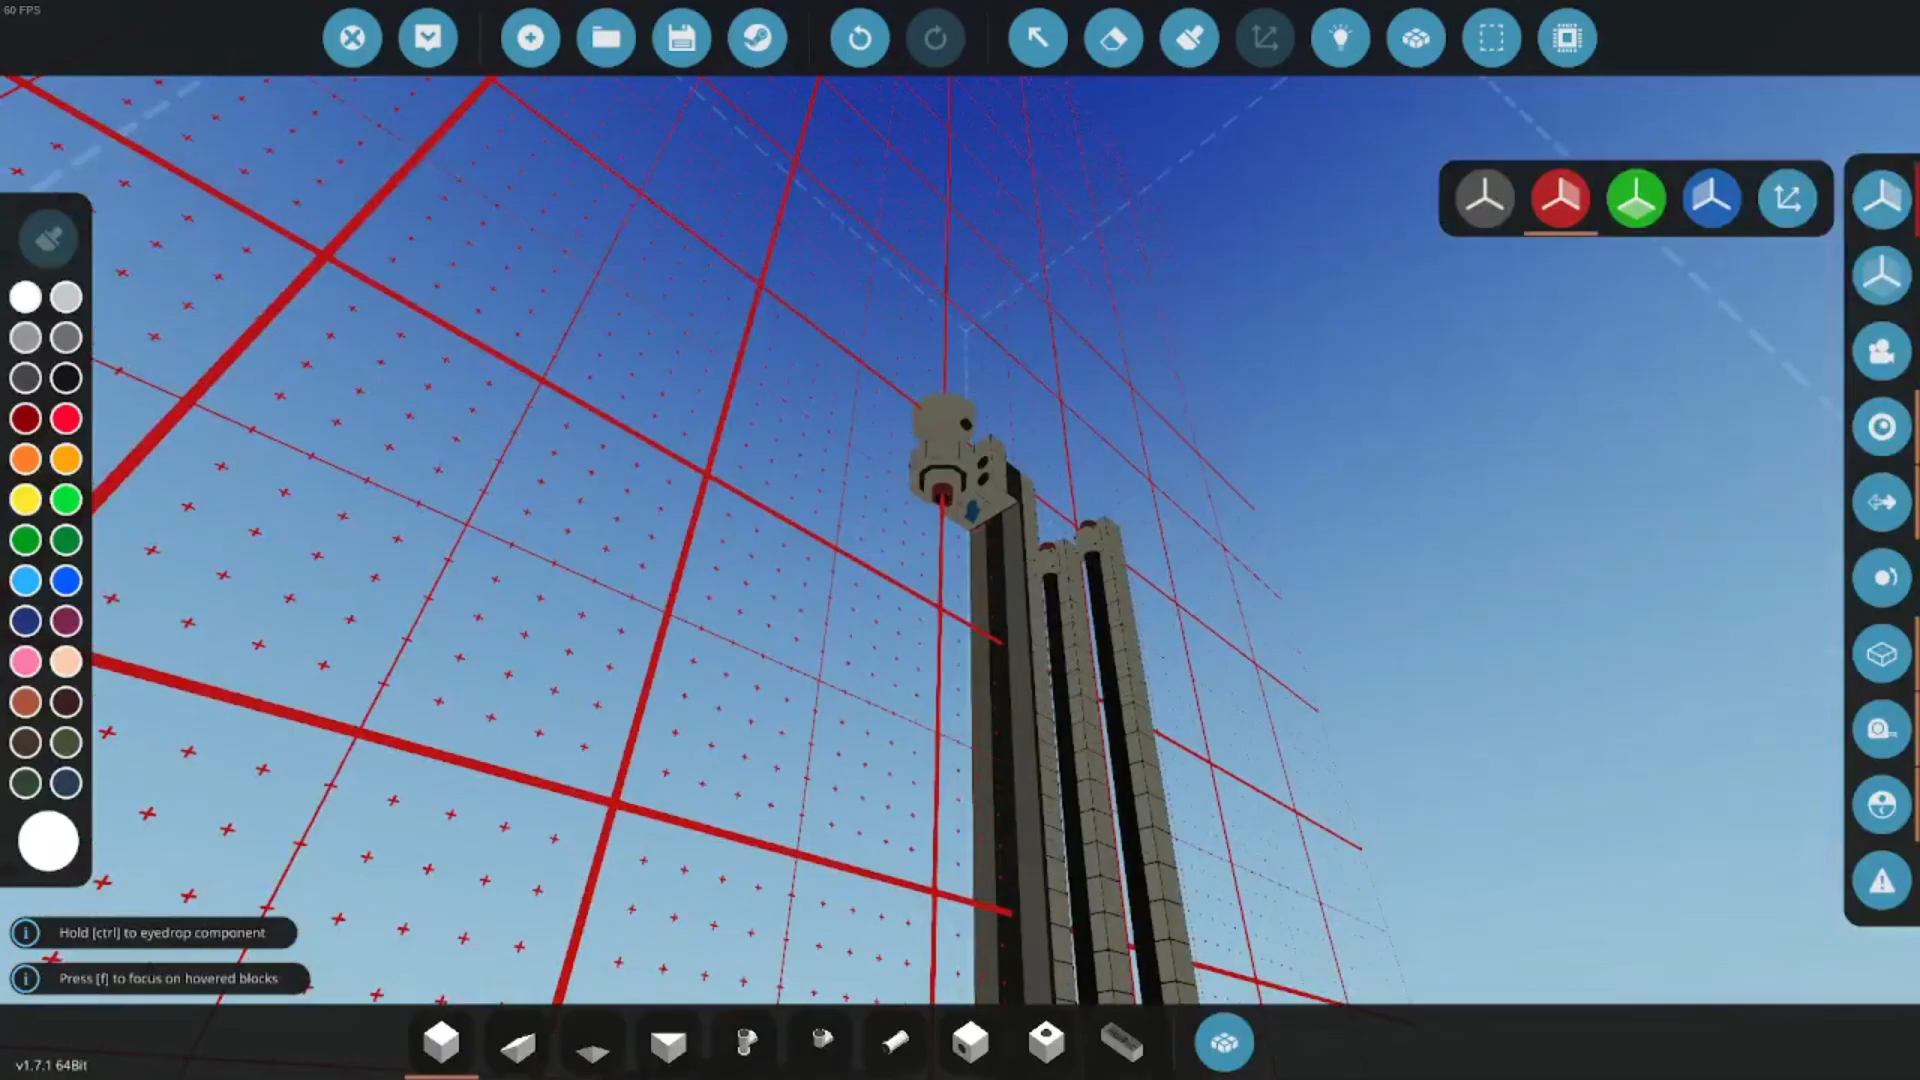 60 FPS
Hold [ctrl] to eyedrop component
Press [f] to focus on hovered blocks
v1.7.1 64Bit